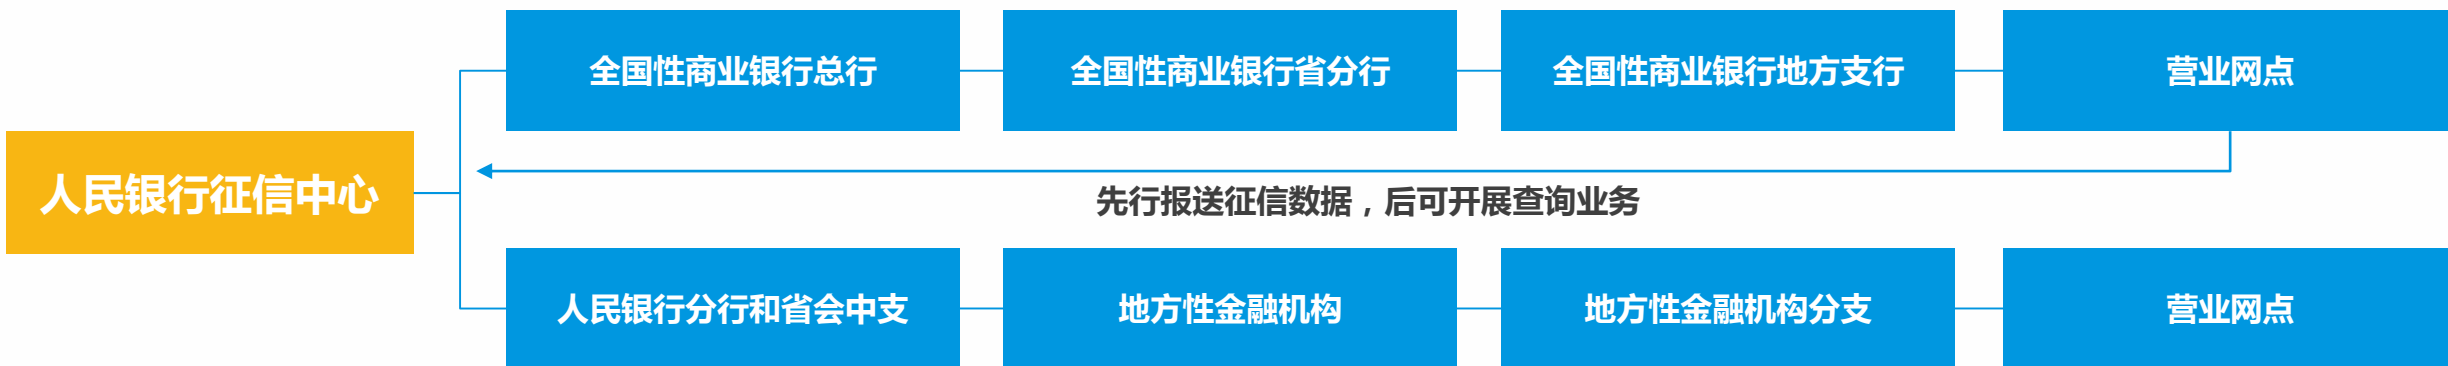 全国性商业银行总行
全国性商业银行省分行
全国性商业银行地方支行
营业网点
人民银行征信中心
先行报送征信数据，后可开展查询业务
人民银行分行和省会中支
地方性金融机构
地方性金融机构分支
营业网点